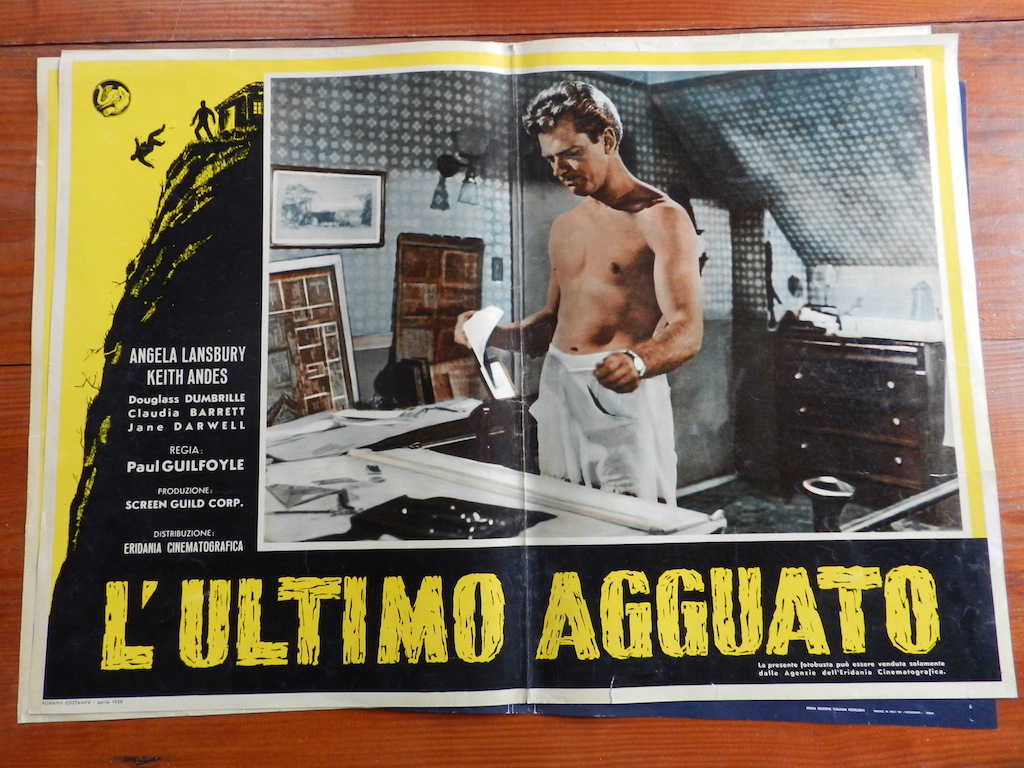 ANGELA LANSBURY
KEITH ANDES
Douglass DUMBRILLE
Claudia BARRETT
Jane DARWELL
REGIA:
Paul GUILFOYLE
PRODUZIONE:
SCREEN GUILD CORP.
DISTRIBUZIONE:
ERIDANIA CINEMATOGRAFICA
L'ULTIMO AGGUATO
La presente fotobusta può essere venduta solamente
dalle Agenzie dell'Eridania Cinematografica.